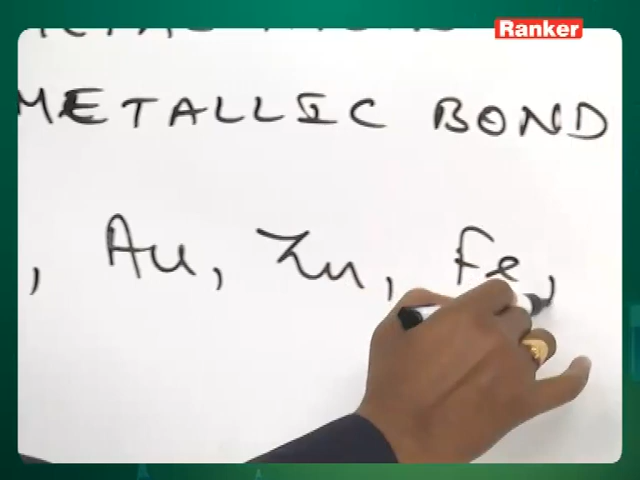 Ranker
METALLIC BOND
, Au, Zn, Fe,